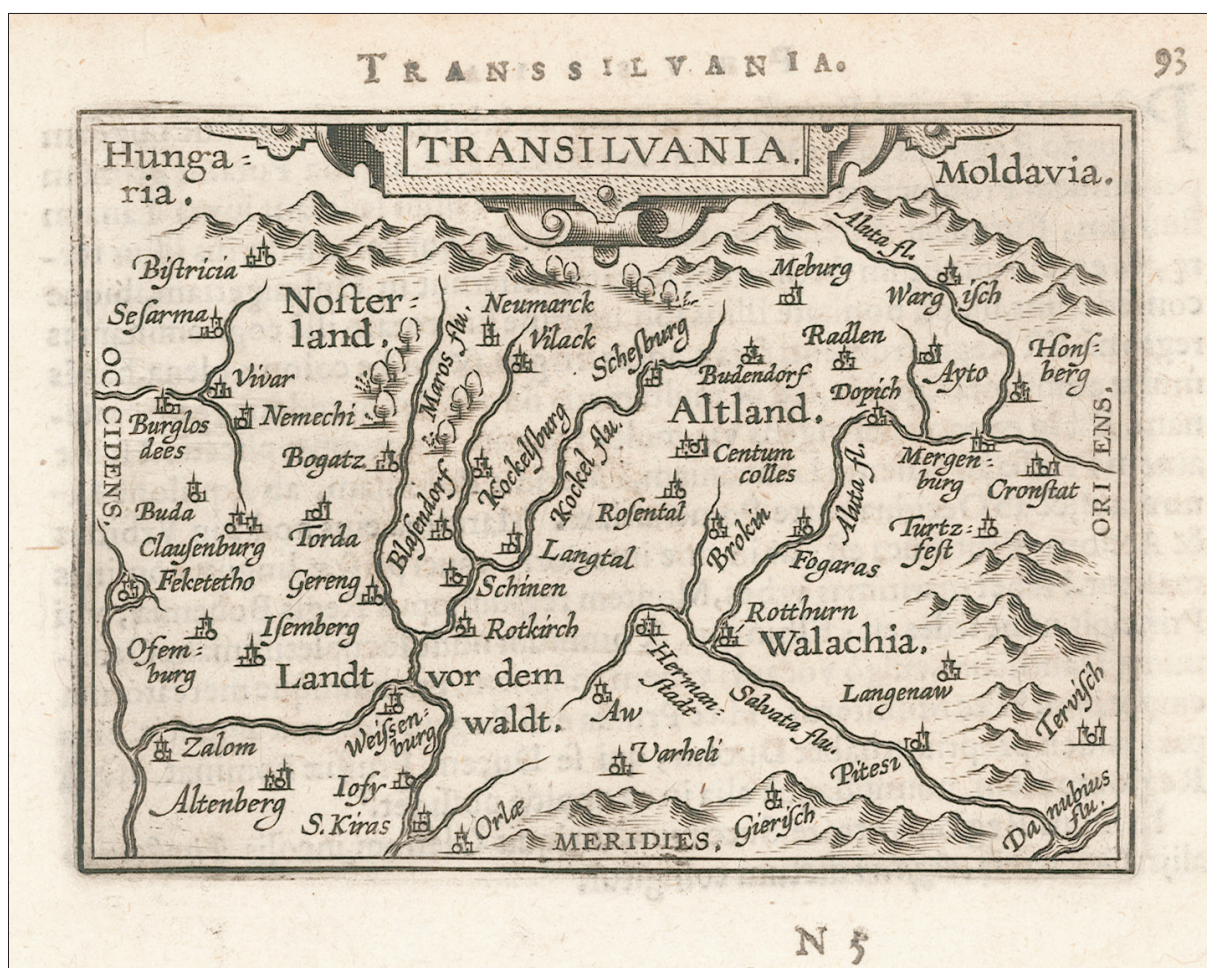 TRANSSILVANIA.
93
TRANSILVANIA.
Hunga=
ria.
Moldavia.
Aluta fl.
Bistricia
Meburg
Sesarma
Noster=
land.
Neumarck
Warg isch
Maros flu.
Vilack
Schesburg
Radlen
Hons=
berg
OCCIDENS.
Vivar
Budendorf
Ayto
Burglos
dees
Nemechi
Altland.
Dopich
ORIENS.
Bogatz
Kockelsburg
Kockel flu.
Centum
colles
Mergen=
burg
Cronstat
Buda
Torda
Blasendorf
Rosental
Brokin
Aluta fl.
Turtz=
fest
Clausenburg
Langtal
Fogaras
Feketetho
Gereng
Schinen
Isemberg
Rotkirch
Rotthurn
Ofem=
burg
Walachia.
Landt vor dem
waldt.
Herman=
stadt
Salvata flu.
Langenaw
Tervisch
Aw
Weissen=
burg
Zalom
Varheli
Pitesi
Altenberg
Iosy
Danubius
flu.
S. Kiras
Orlæ
MERIDIES.
Gierisch
N 5